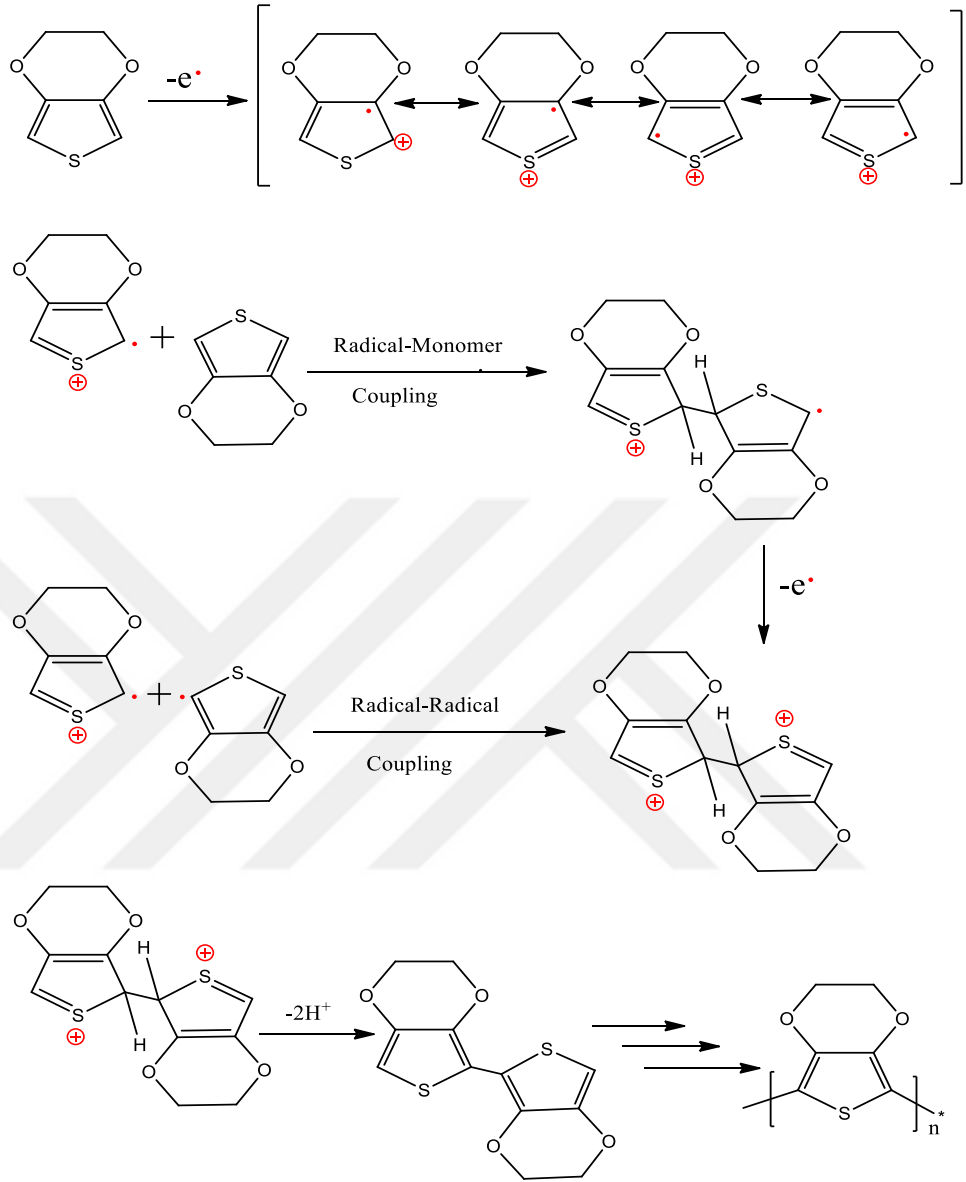 O O -e• O O O O O O O O
S S ⊕ S ⊕ S ⊕ S ⊕
O O S
S ⊕ • + O O
Radical-Monomer
Coupling
O O H S •
S ⊕ H O O
-e•
O O S
S ⊕ • + • O O
Radical-Radical
Coupling
O O H ⊕ S
S ⊕ H O O
O O H ⊕ S
S ⊕ H O O
-2H⁺
O O S
S O O
O O
S n *